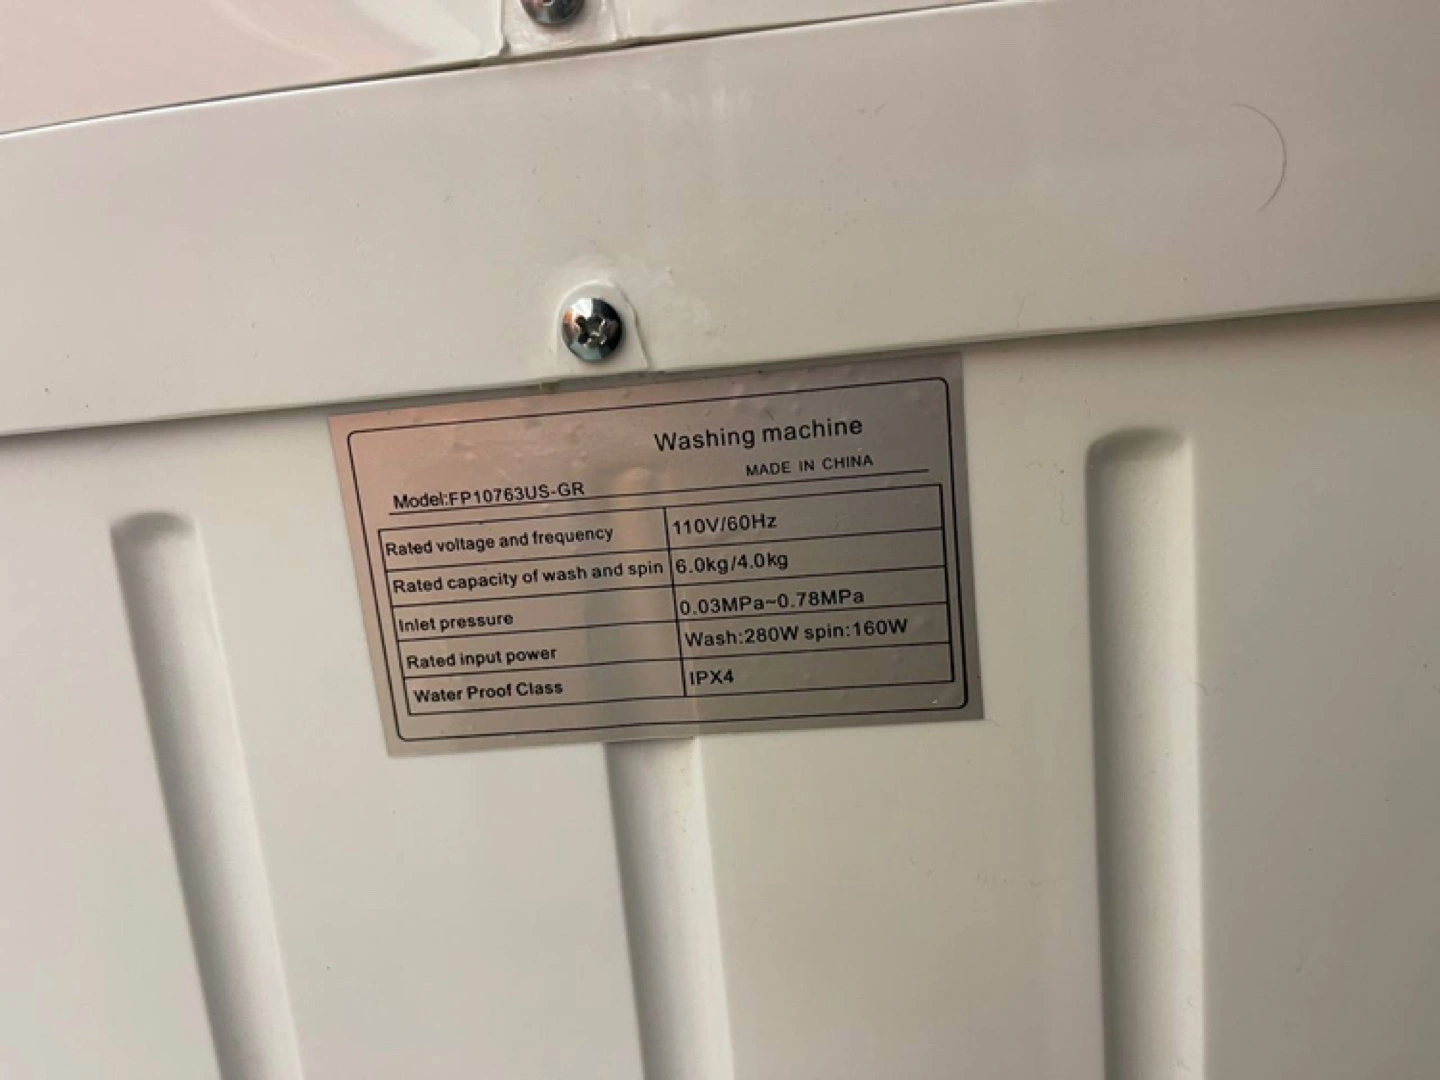 Washing machine
MADE IN CHINA
Model:FP10763US-GR
Rated voltage and frequency 110V/60Hz
Rated capacity of wash and spin 6.0kg/4.0kg
Inlet pressure 0.03MPa~0.78MPa
Rated input power Wash:280W spin:160W
Water Proof Class IPX4